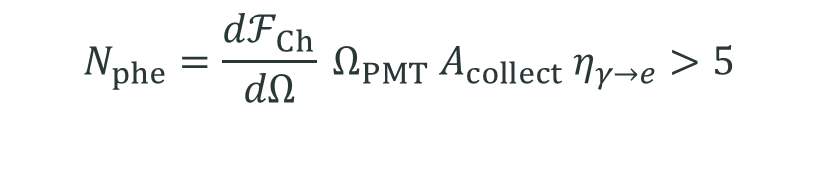 N_phe = dℱ_Ch/dΩ Ω_PMT A_collect η_γ→e > 5